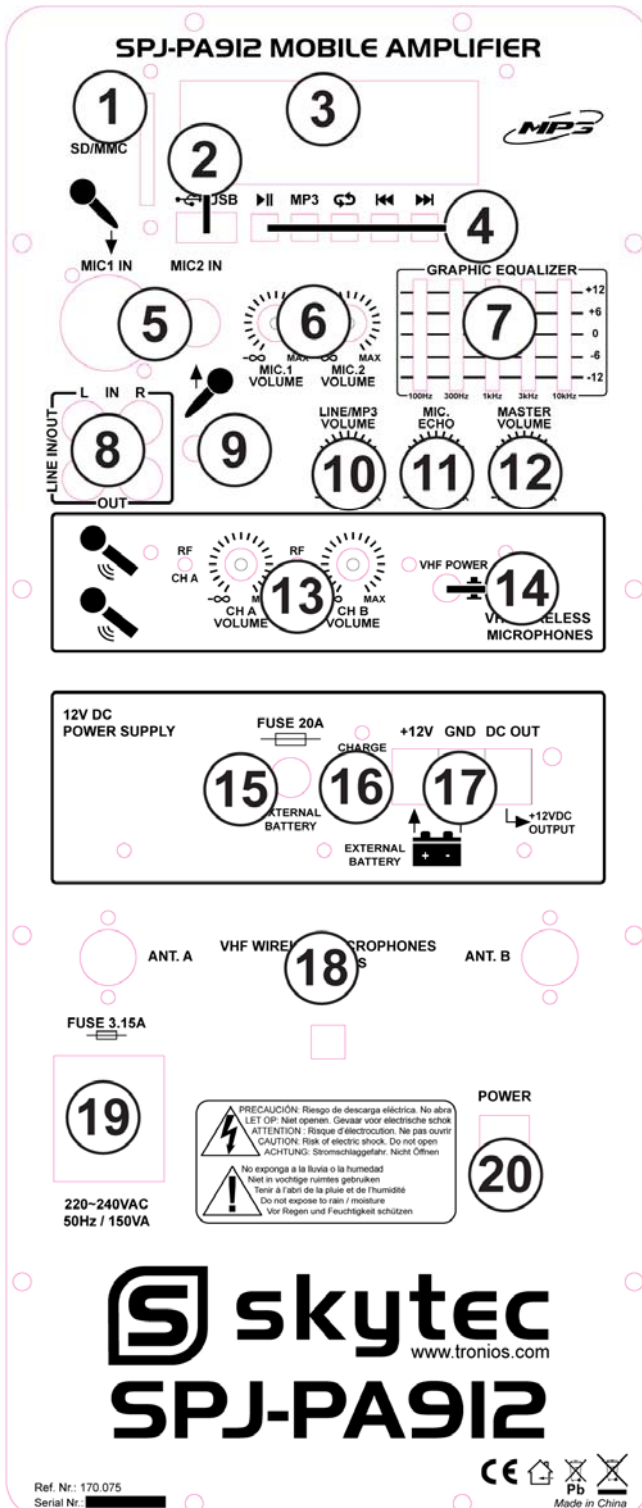 SPJ-PA912 MOBILE AMPLIFIER
1
3
SD/MMC
MP3
2
USB
MP3
4
MIC1 IN
MIC2 IN
5
6
-∞ MAX
∞ MAX
MIC.1 VOLUME
MIC.2 VOLUME
GRAPHIC EQUALIZER
7
+12
+6
0
-6
-12
100Hz 300Hz 1kHz 3kHz 10kHz
L IN R
LINE IN/OUT
8
OUT
9
LINE/MP3 VOLUME
10
MIC. ECHO
11
MASTER VOLUME
12
RF
CH A
RF
-∞ M
∞ MAX
CH A VOLUME
13
CH B VOLUME
VHF POWER
14
MICROPHONES
12V DC
POWER SUPPLY
FUSE 20A
15
BATTERY
CHARGE
16
+12V GND DC OUT
17
EXTERNAL
BATTERY
+ -
+12VDC
OUTPUT
ANT. A
VHF
18
ANT. B
FUSE 3.15A
19
220~240VAC
50Hz / 150VA
PRECAUCIÓN: Riesgo de descarga eléctrica. No abra
LET OP: Niet openen. Gevaar voor electrische schok
ATTENTION : Risque d'électrocution. Ne pas ouvrir
CAUTION: Risk of electric shock. Do not open
ACHTUNG: Stromschlaggefahr. Nicht Öffnen
No exponga a la lluvia o la humedad
Niet in vochtige ruimtes gebruiken
Tenir à l'abri de la pluie et de l'humidité
Do not expose to rain / moisture
Vor Regen und Feuchtigkeit schützen
POWER
20
skytec
www.tronios.com
SPJ-PA912
Ref. Nr.: 170.075
Serial Nr.:
CE
Pb
Made in China